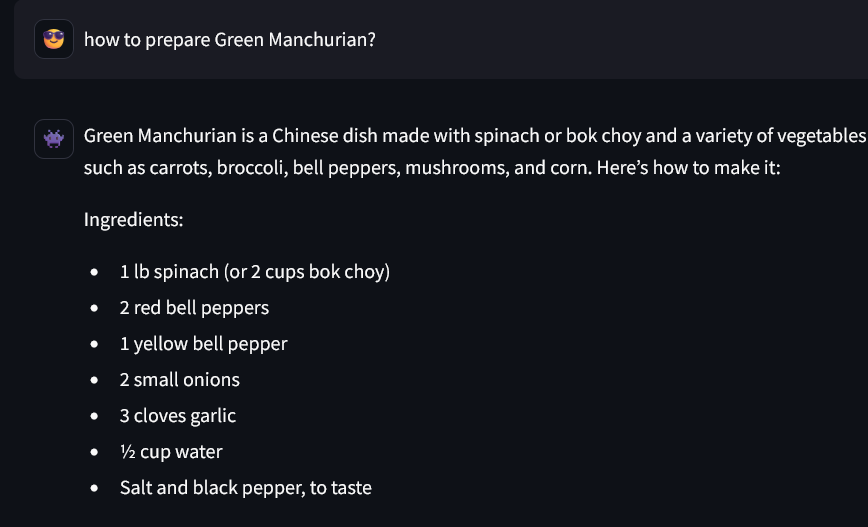 how to prepare Green Manchurian?
Green Manchurian is a Chinese dish made with spinach or bok choy and a variety of vegetables
such as carrots, broccoli, bell peppers, mushrooms, and corn. Here’s how to make it:
Ingredients:
• 1 lb spinach (or 2 cups bok choy)
• 2 red bell peppers
• 1 yellow bell pepper
• 2 small onions
• 3 cloves garlic
• ½ cup water
• Salt and black pepper, to taste